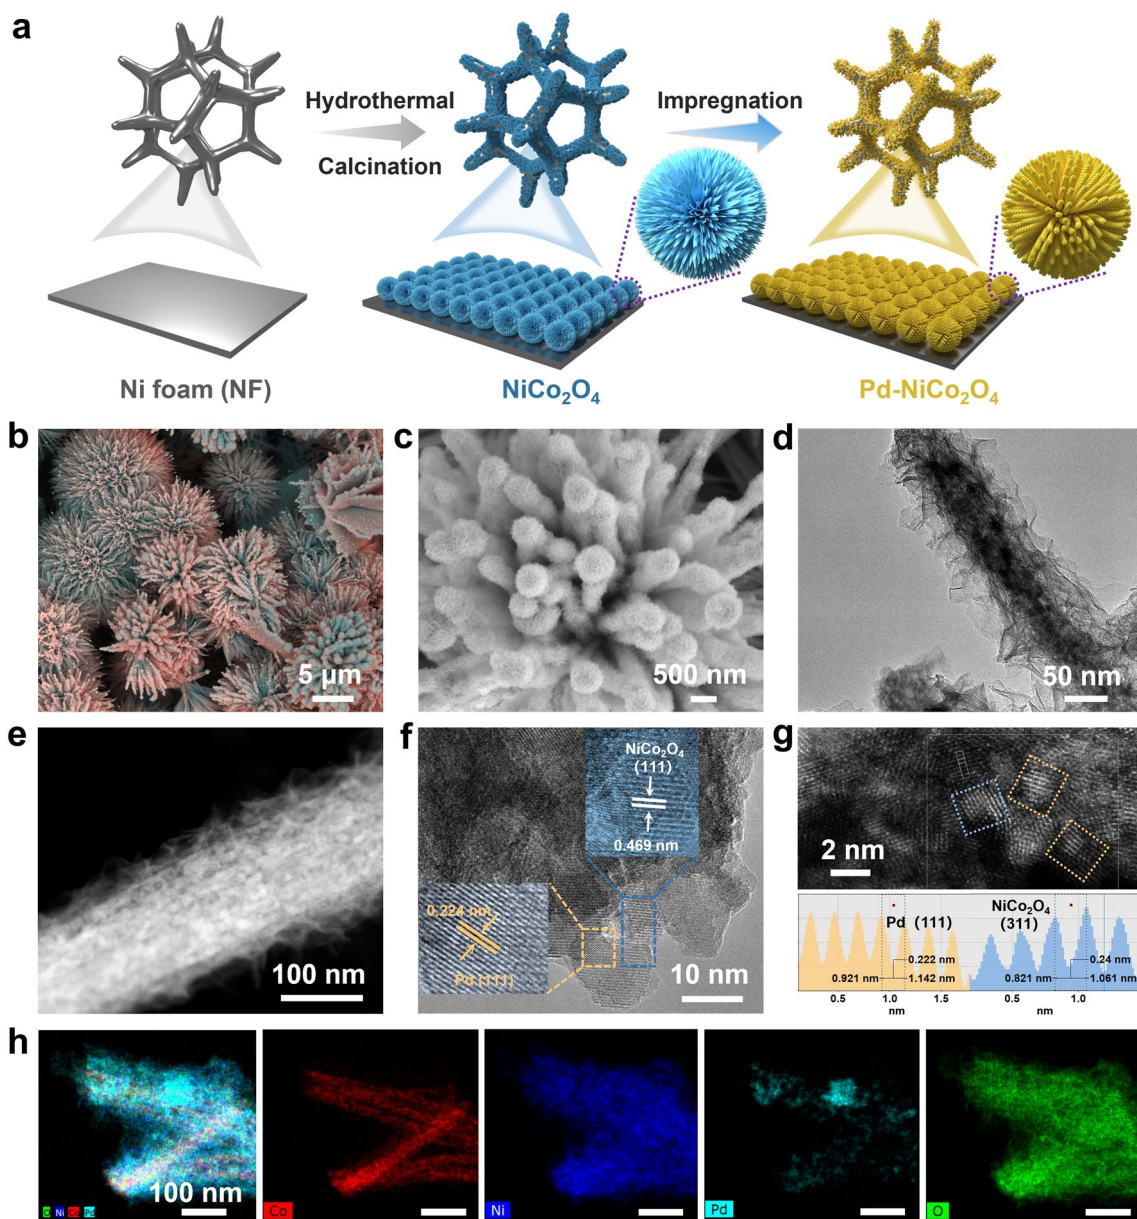 a
Hydrothermal
Calcination
Impregnation
Ni foam (NF)
NiCo₂O₄
Pd-NiCo₂O₄
b
5 µm
c
500 nm
d
50 nm
e
100 nm
f
NiCo₂O₄
(111)
0.469 nm
0.224 nm
Pd (111)
10 nm
g
2 nm
Pd (111)
NiCo₂O₄
(311)
0.222
0.921 nm
1.142 nm
0.24
0.821 nm
1.061 nm
0.5
1.0
1.5
0.5
1.0
nm
nm
h
100 nm
O Ni Co Pd
Co
Ni
Pd
O